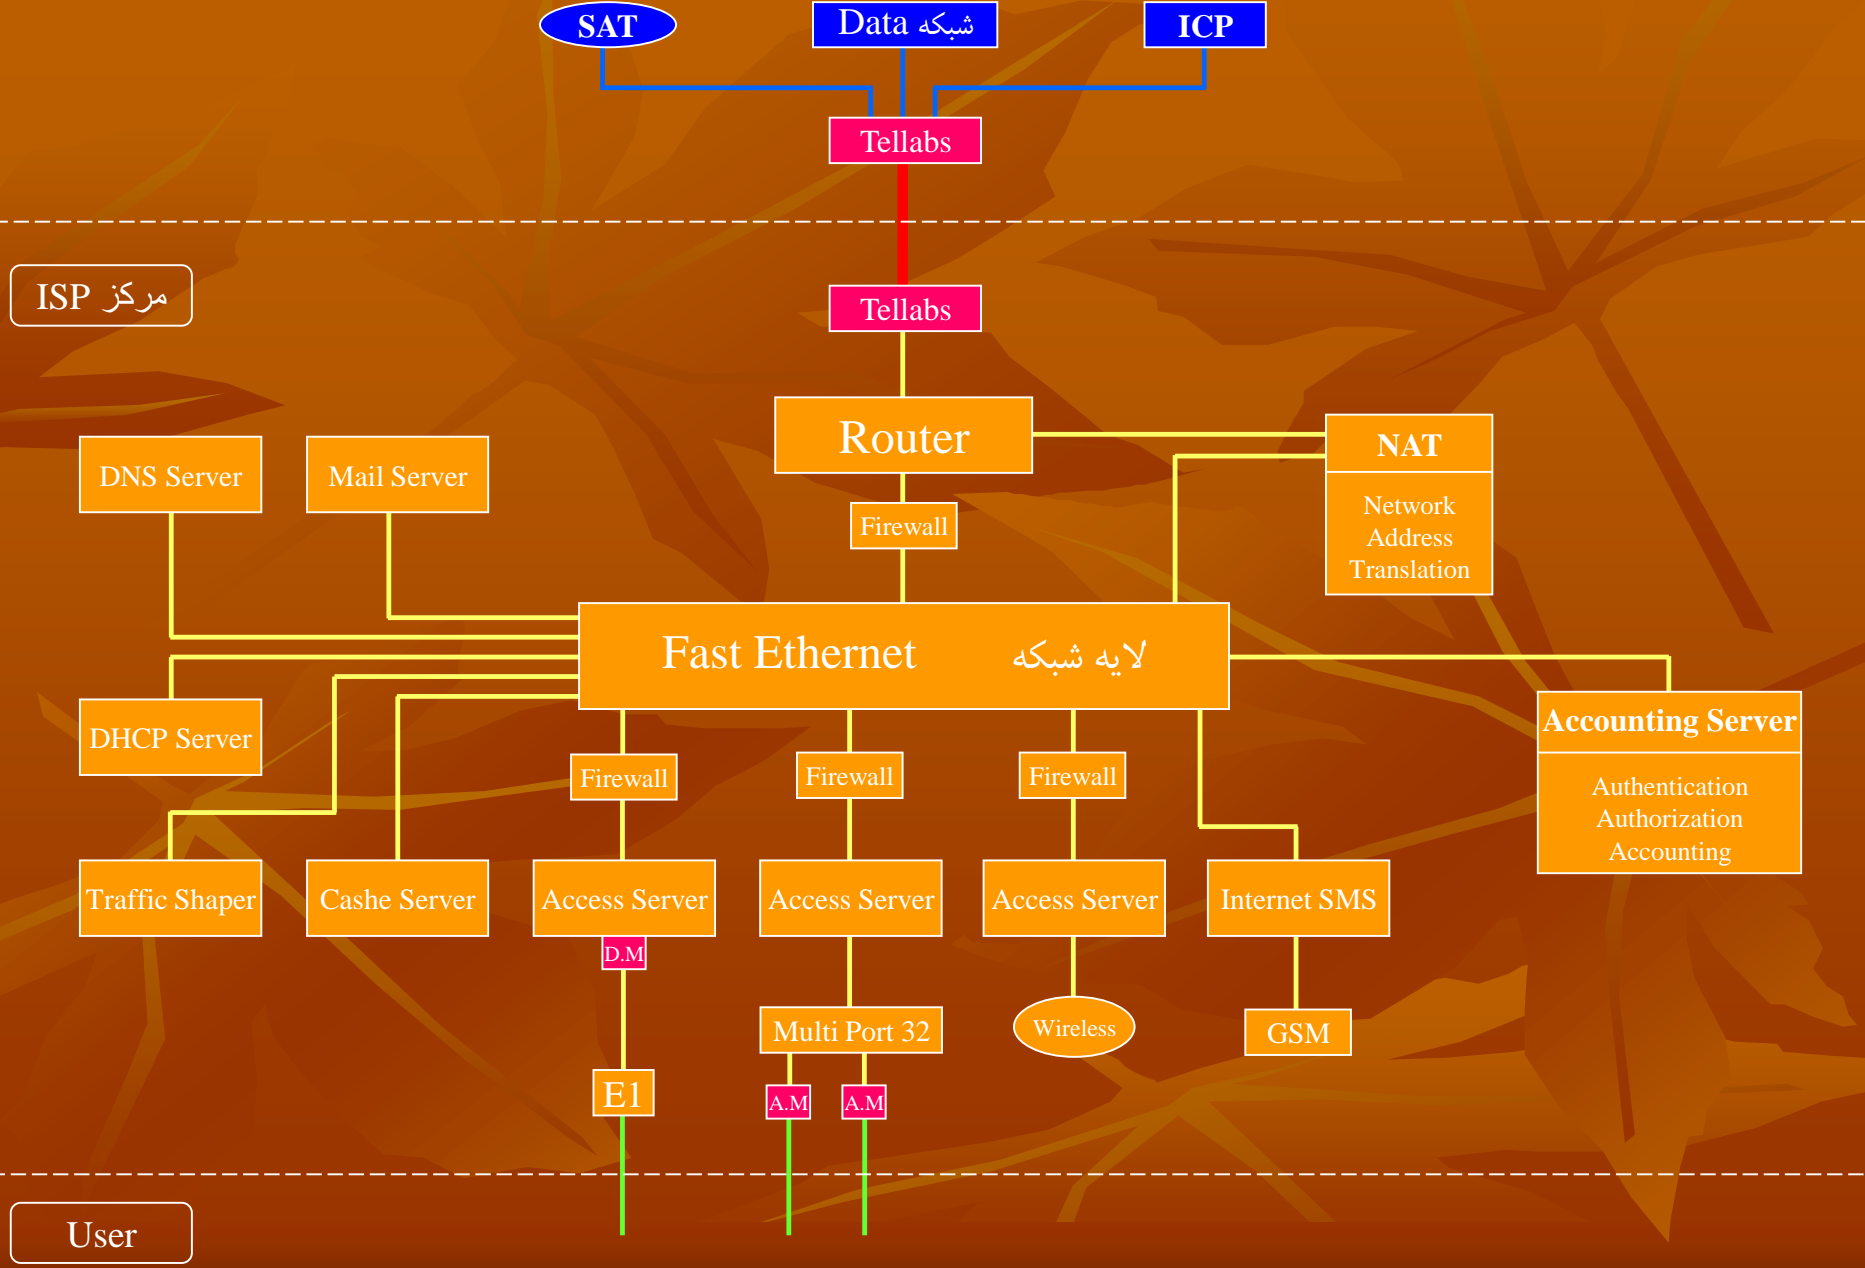 SAT
شبکه Data
ICP
Tellabs
مرکز ISP
Tellabs
Router
NAT
Network
Address
Translation
DNS Server
Mail Server
Firewall
Fast Ethernet لایه شبکه
DHCP Server
Firewall
Firewall
Firewall
Accounting Server
Authentication
Authorization
Accounting
Traffic Shaper
Cashe Server
Access Server
Access Server
Access Server
Internet SMS
D.M
Multi Port 32
Wireless
GSM
E1
A.M
A.M
User